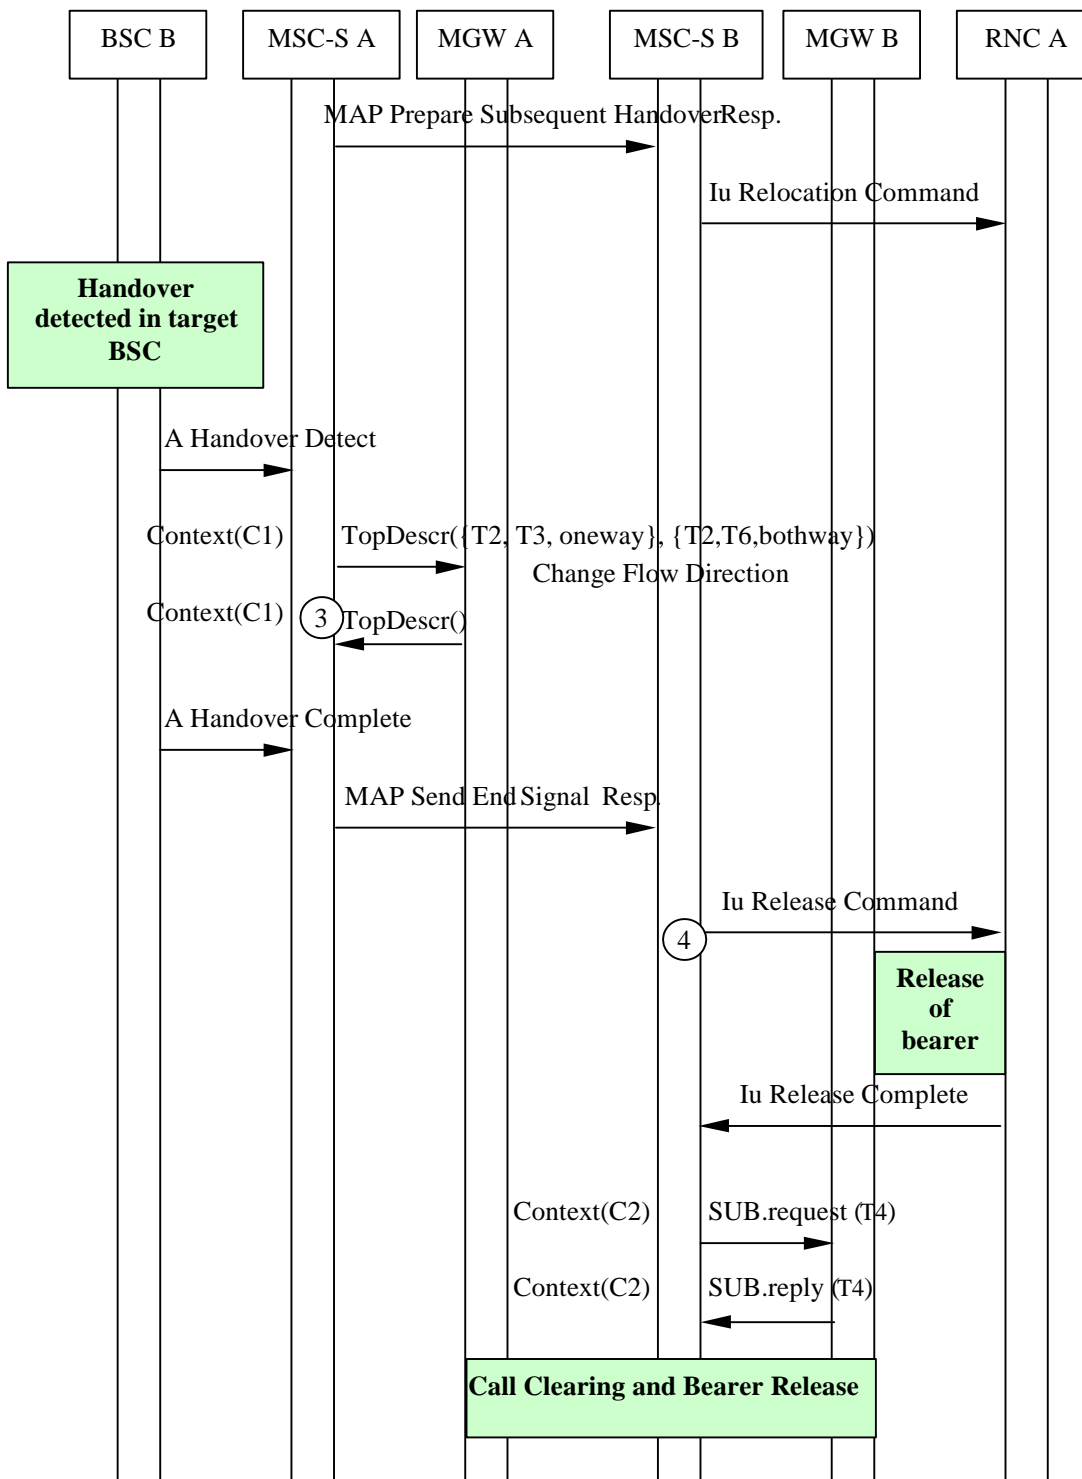 BSC B
MSC-S A
MGW A
MSC-S B
MGW B
RNC A
MAP Prepare Subsequent HandoverResp.
Iu Relocation Command
Handover
detected in target
BSC
A Handover Detect
Context(C1)
TopDescr({T2, T3, oneway}, {T2,T6,bothway})
Change Flow Direction
Context(C1)
3
TopDescr()
A Handover Complete
MAP Send End Signal Resp.
Iu Release Command
4
Release
of
bearer
Iu Release Complete
Context(C2)
SUB.request (T4)
Context(C2)
SUB.reply (T4)
Call Clearing and Bearer Release